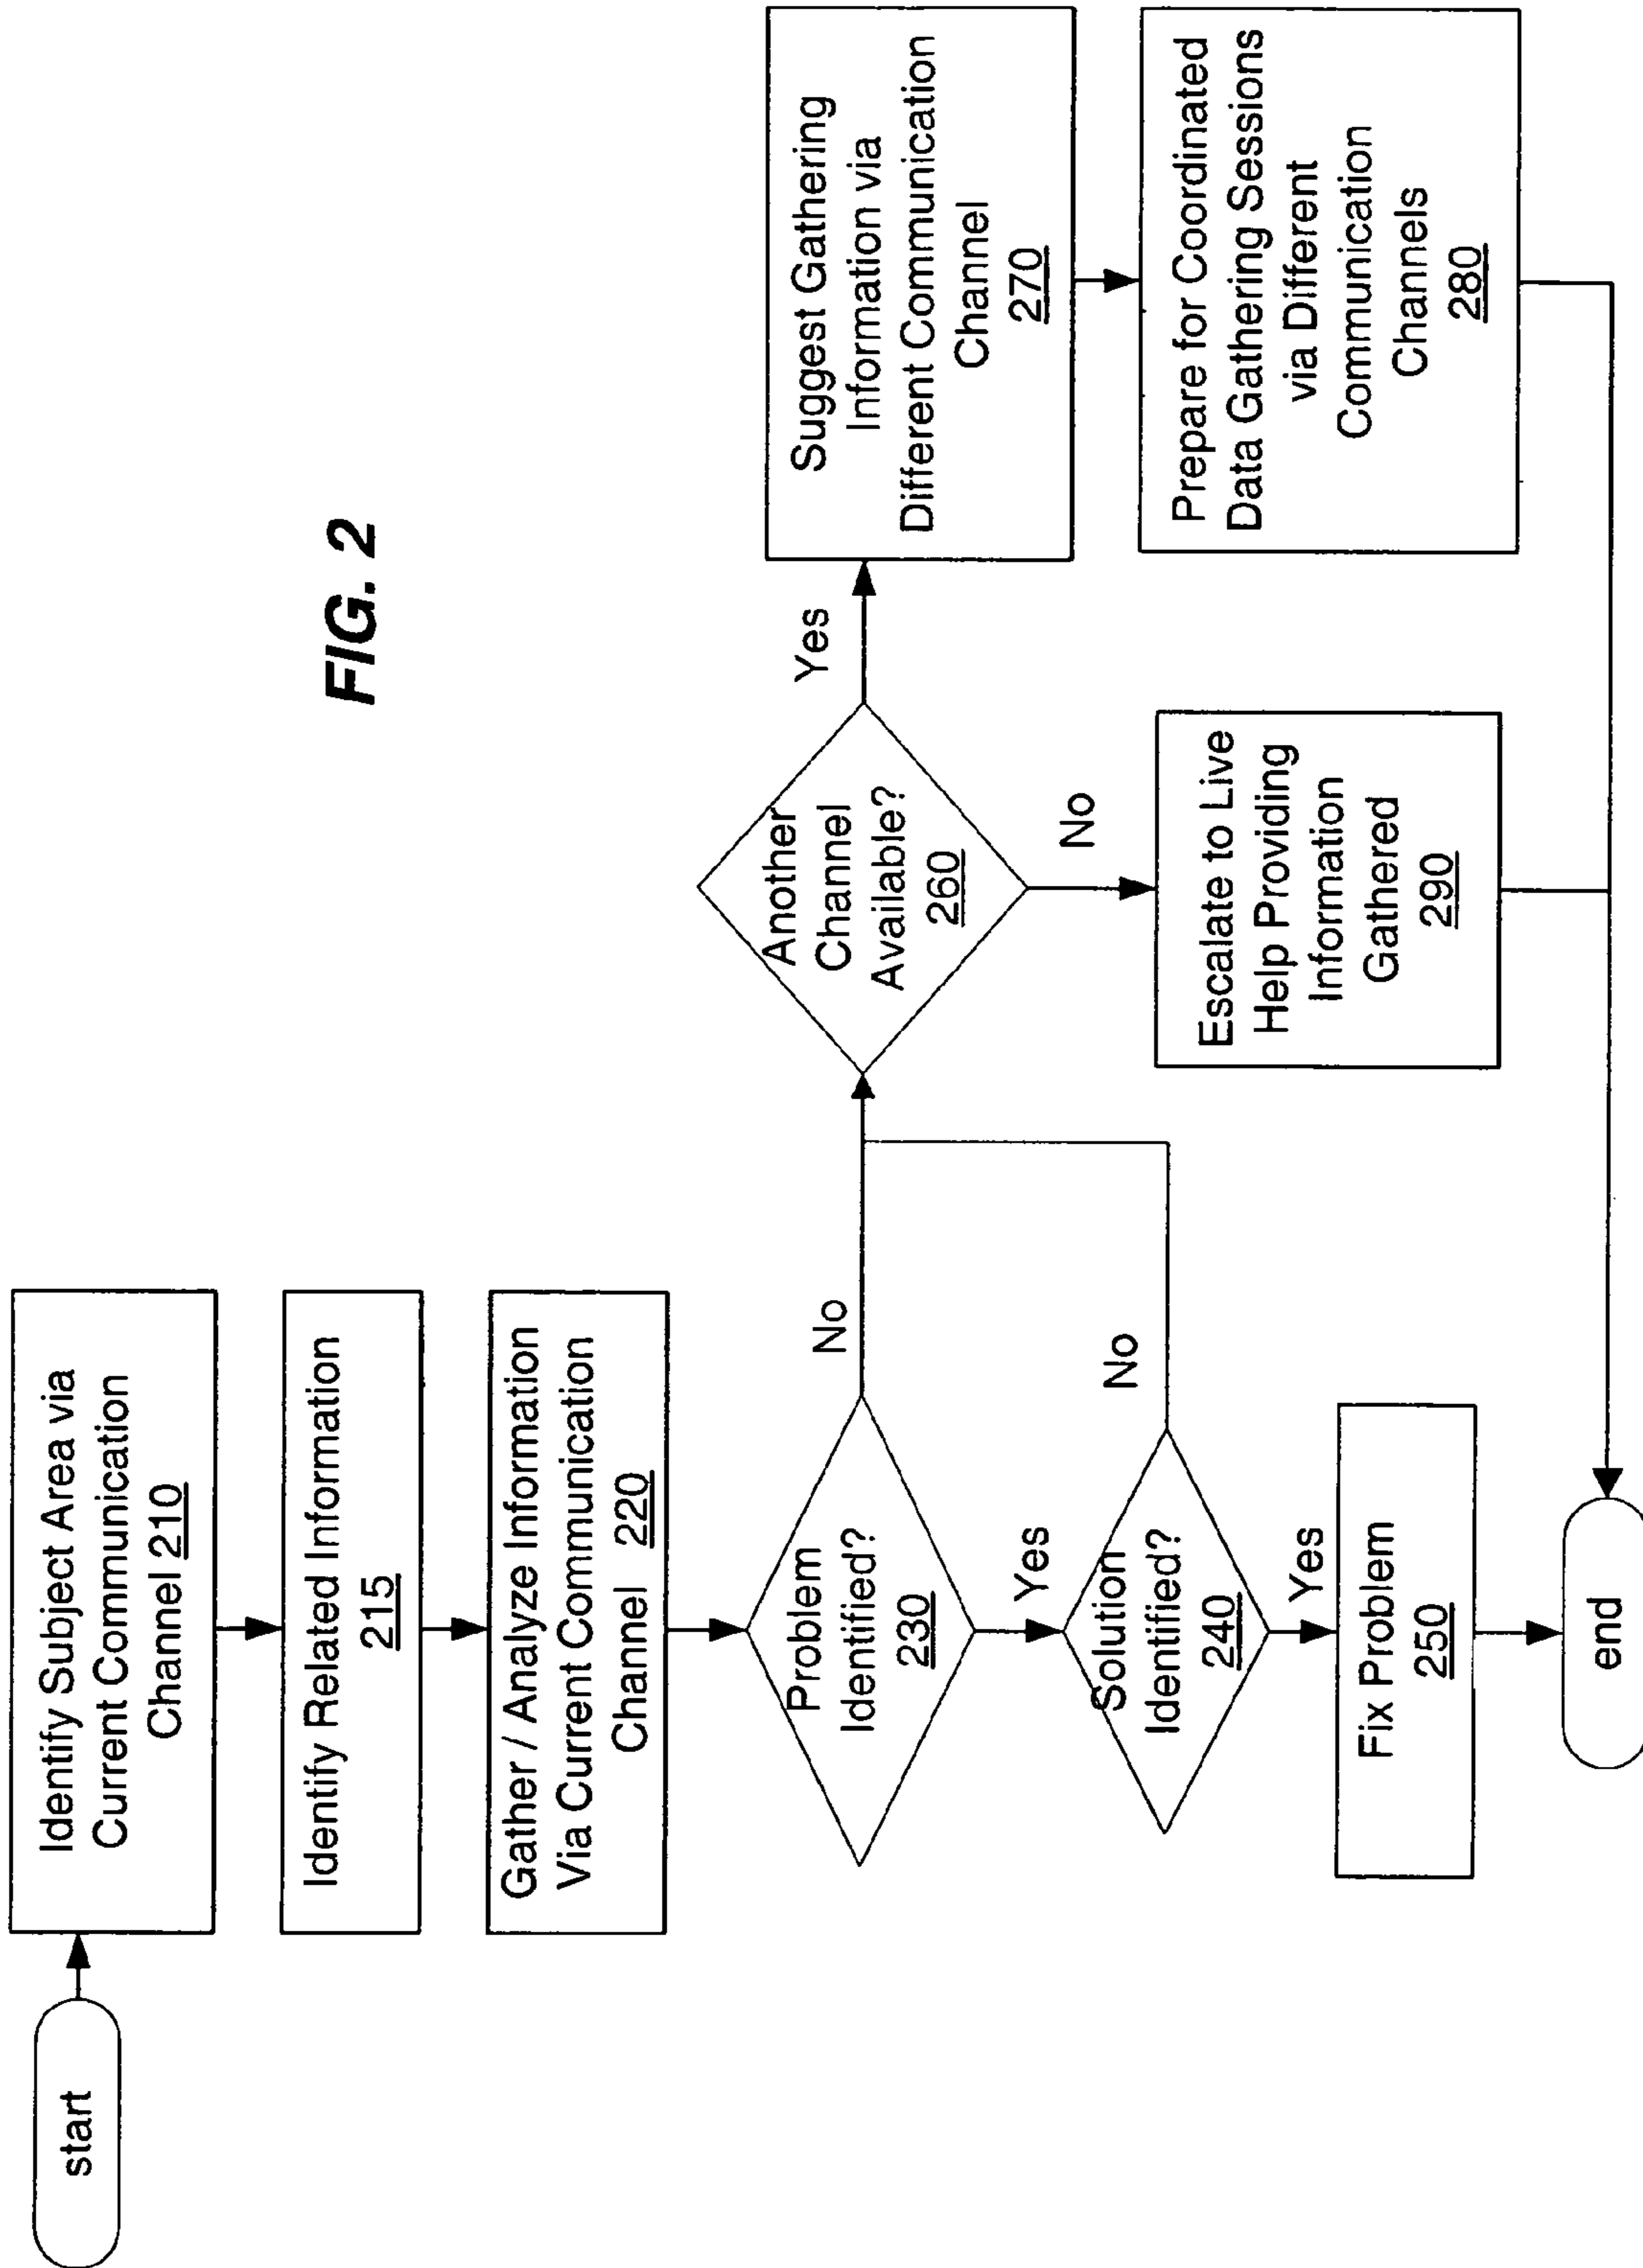 FIG. 2
start
Identify Subject Area via
Current Communication
Channel 210
Identify Related Information
215
Gather / Analyze Information
Via Current Communication
Channel 220
Problem
Identified?
230
No
Yes
Solution
Identified?
240
No
Yes
Fix Problem
250
end
Another
Channel
Available?
260
Yes
No
Suggest Gathering
Information via
Different Communication
Channel
270
Prepare for Coordinated
Data Gathering Sessions
via Different
Communication
Channels
280
Escalate to Live
Help Providing
Information
Gathered
290